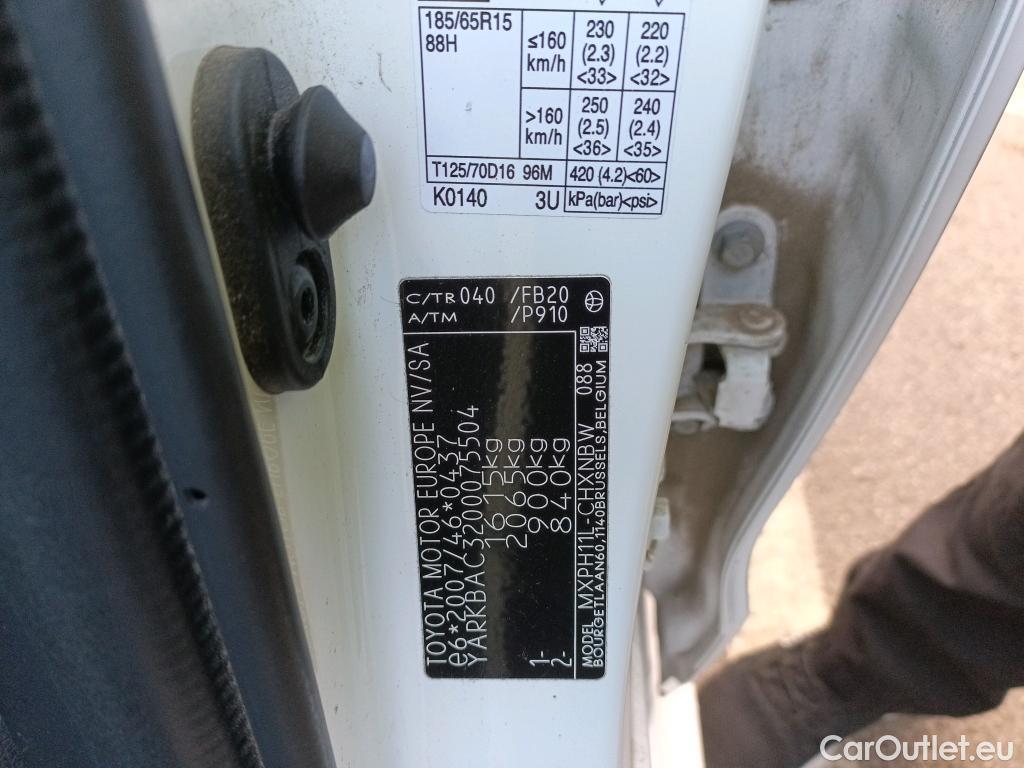 185/65R15
88H
≤160
km/h
230
(2.3)
<33>
220
(2.2)
<32>
>160
km/h
250
(2.5)
<36>
240
(2.4)
<35>
T125/70D16 96M
420 (4.2)<60>
K0140 3U
kPa(bar)<psi>
C/TR 040 /FB20
A/TM /P910
TOYOTA MOTOR EUROPE NV/SA
e6*2007/46*0437
YARKBAC3200075504
1615kg
2065kg
1- 900kg
2- 840kg
MODEL MXPH11L-CHXNBW 088
BOURGETLAAN60,1140BRUSSELS,BELGIUM
CarOutlet.eu